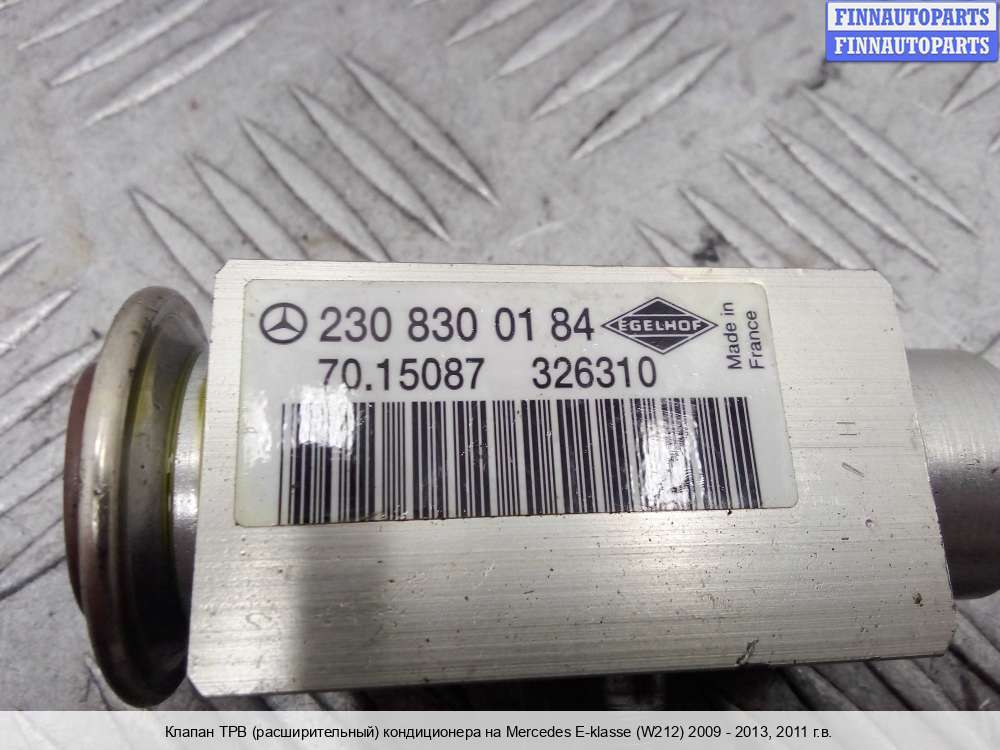 FINNAUTOPARTS
FINNAUTOPARTS
230 830 01 84 EGELHOF
Made in
France
70.15087 326310
Клапан ТРВ (расширительный) кондиционера на Mercedes E-klasse (W212) 2009 - 2013, 2011 г.в.